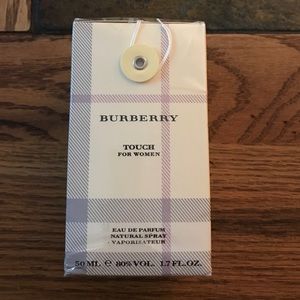 BURBERRY
TOUCH
FOR WOMEN
EAU DE PARFUM
NATURAL SPRAY
VAPORISATEUR
50 ML ℮ 80% VOL. 1.7 FL.OZ.